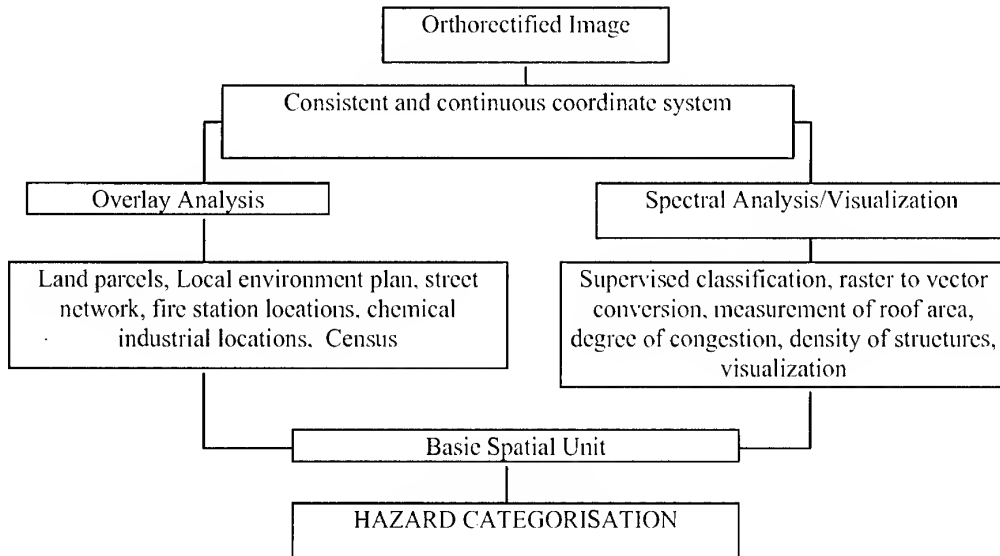 Orthorectified Image
Consistent and continuous coordinate system
Overlay Analysis
Spectral Analysis/Visualization
Land parcels, Local environment plan, street
network, fire station locations, chemical
industrial locations, Census
Supervised classification, raster to vector
conversion, measurement of roof area,
degree of congestion, density of structures,
visualization
Basic Spatial Unit
HAZARD CATEGORISATION